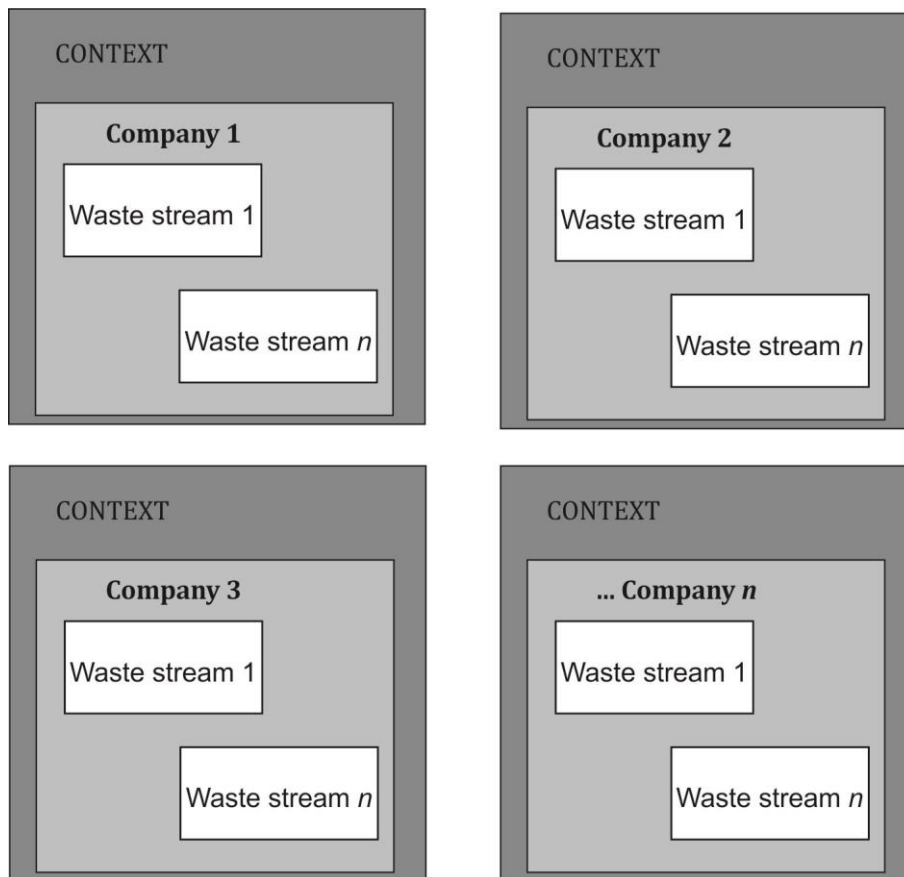 CONTEXT
Company 1
Waste stream 1
Waste stream n
CONTEXT
Company 2
Waste stream 1
Waste stream n
CONTEXT
Company 3
Waste stream 1
Waste stream n
CONTEXT
... Company n
Waste stream 1
Waste stream n